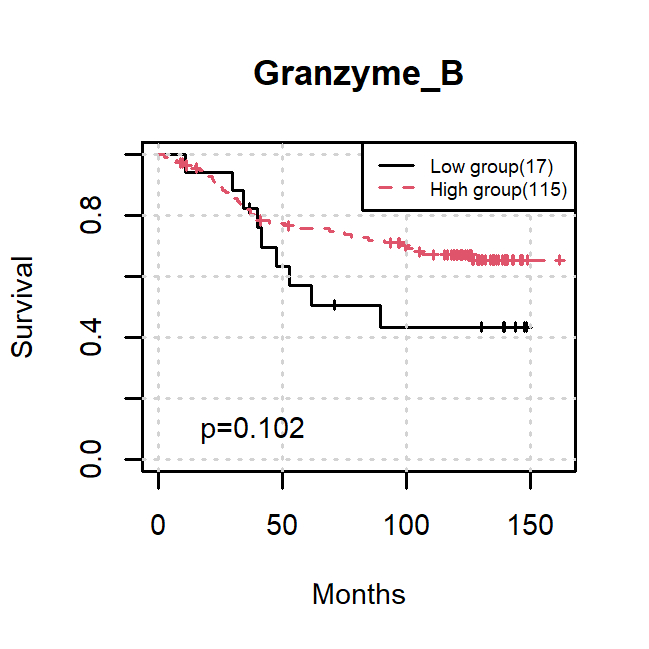 Granzyme_B
Low group(17)
High group(115)
Survival
0.8
0.4
0.0
p=0.102
0 50 100 150
Months